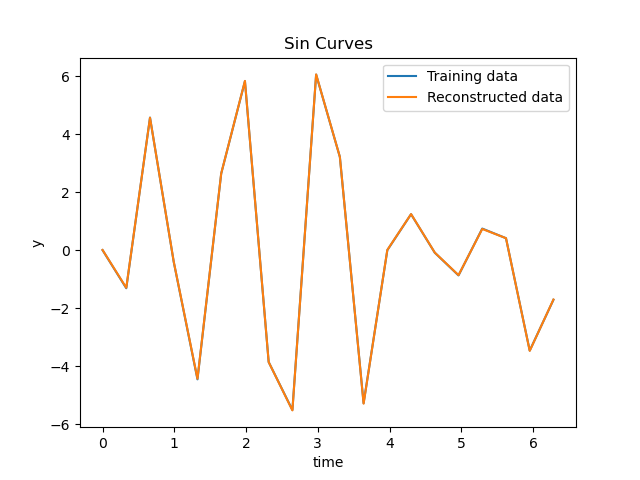 Sin Curves
Training data
Reconstructed data
6
4
2
0
−2
−4
−6
y
0 1 2 3 4 5 6
time